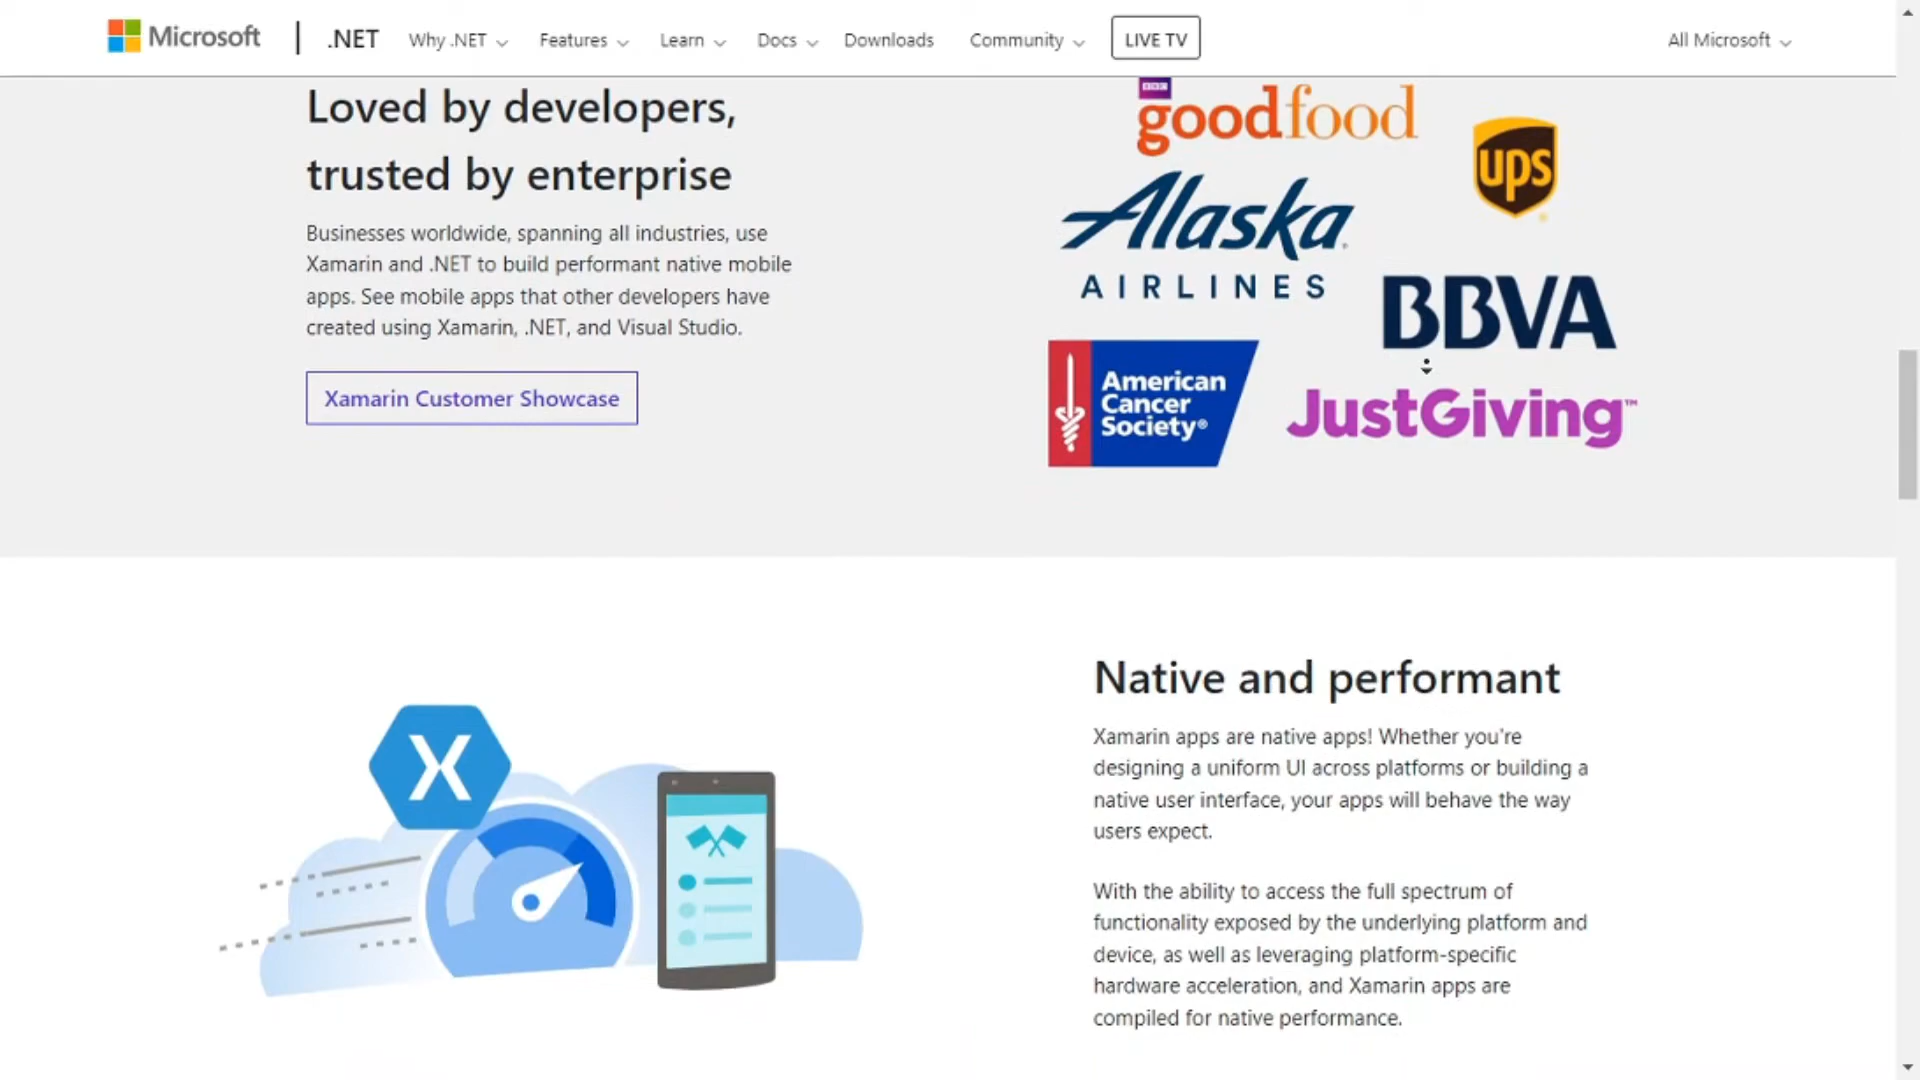 Microsoft
.NET
Why .NET
Features
Learn
Docs
Downloads
Community
LIVE TV
All Microsoft
Loved by developers,
trusted by enterprise
Businesses worldwide, spanning all industries, use
Xamarin and .NET to build performant native mobile
apps. See mobile apps that other developers have
created using Xamarin, .NET, and Visual Studio.
Xamarin Customer Showcase
BBC
goodfood
ups
Alaska
AIRLINES
BBVA
American
Cancer
Society®
JustGiving™
X
Native and performant
Xamarin apps are native apps! Whether you're
designing a uniform UI across platforms or building a
native user interface, your apps will behave the way
users expect.
With the ability to access the full spectrum of
functionality exposed by the underlying platform and
device, as well as leveraging platform-specific
hardware acceleration, and Xamarin apps are
compiled for native performance.